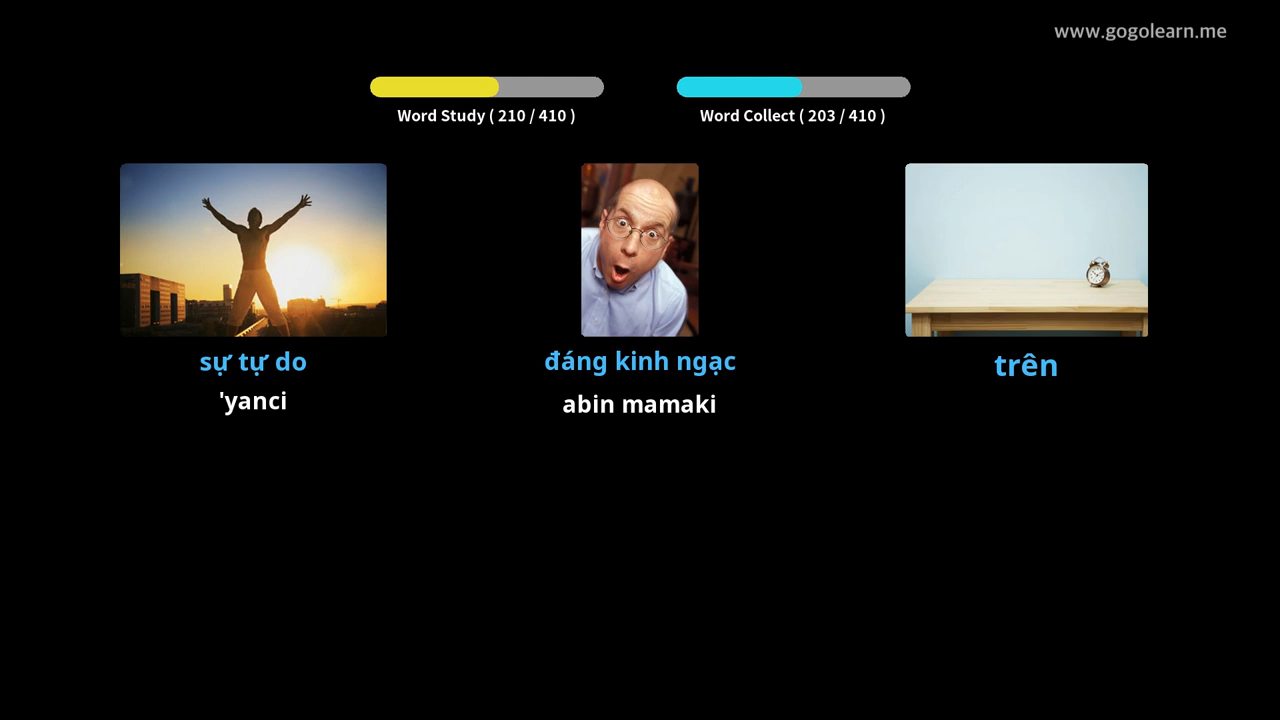 www.gogolearn.me
Word Study ( 210 / 410 )
Word Collect ( 203 / 410 )
sự tự do
'yanci
đáng kinh ngạc
abin mamaki
trên